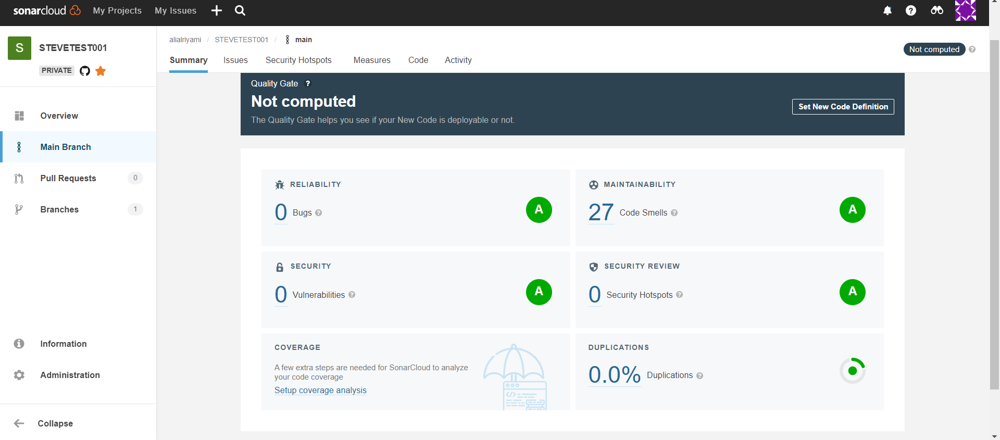 sonarcloud My Projects My Issues
S STEVETEST001
PRIVATE
Overview
Main Branch
Pull Requests 0
Branches 1
Information
Administration
Collapse
alialriyami / STEVETEST001 / main
Not computed
Summary Issues Security Hotspots Measures Code Activity
Quality Gate
Not computed
The Quality Gate helps you see if your New Code is deployable or not.
Set New Code Definition
RELIABILITY
0 Bugs A
MAINTAINABILITY
27 Code Smells A
SECURITY
0 Vulnerabilities A
SECURITY REVIEW
0 Security Hotspots A
COVERAGE
A few extra steps are needed for SonarCloud to analyze
your code coverage
Setup coverage analysis
DUPLICATIONS
0.0% Duplications